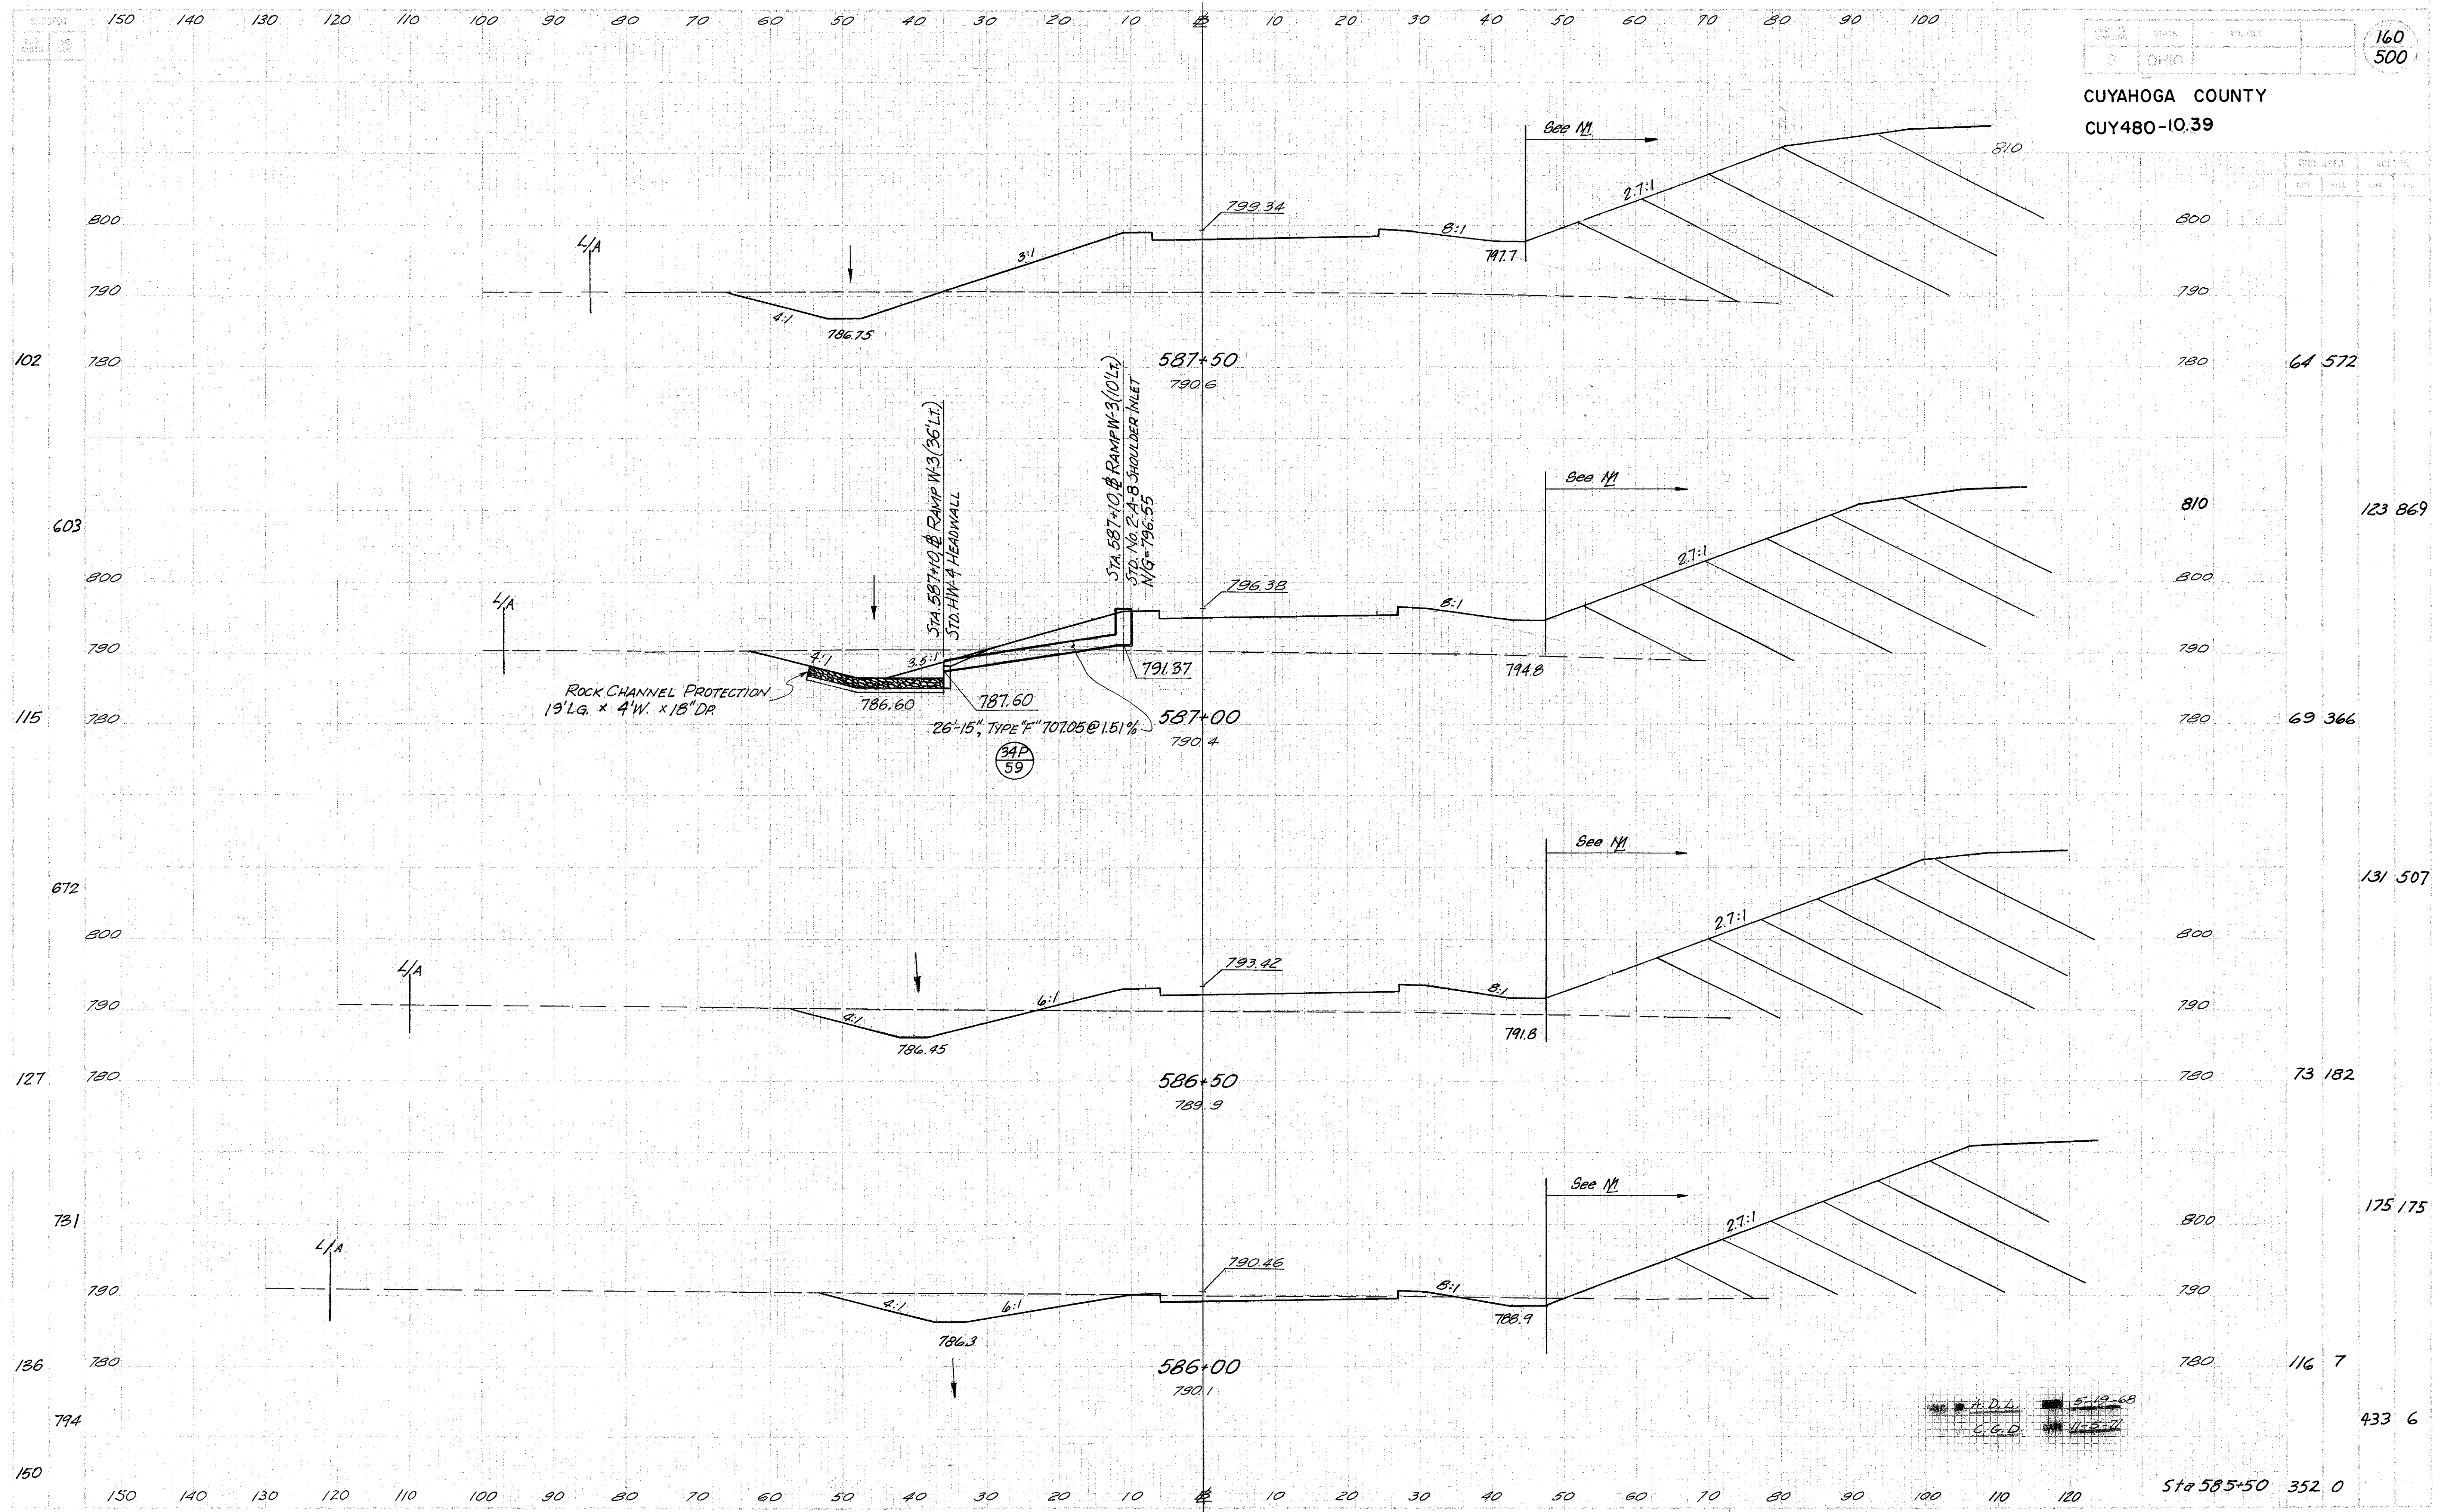 150 140 130 120 110 100 90 80 70 60 50 40 30 20 10 ℄ 10 20 30 40 50 60 70 80 90 100
160
500
OHIO
CUYAHOGA COUNTY
CUY480-10.39
See M
810
2.7:1
800 799.34 8:1 800
L/A
3:1
797.7
790 790
4:1
786.75
102 780 587+50 780 64 572
790.6
STA. 587+10, ℄ RAMP W-3 (36' LT.)
STD. HW-4 HEADWALL
STA. 587+10, ℄ RAMP W-3 (10' LT.)
STD. No. 2-A-B SHOULDER INLET
N/G=796.55
See M
603 810 123 869
2.7:1
800 796.38 800
L/A
8:1
790 4:1 3.5:1 790
791.37 794.8
ROCK CHANNEL PROTECTION
19' LG. x 4' W. x 18" DP.
786.60 787.60
115 780 587+00 780 69 366
26'-15", TYPE "F" 707.05 @ 1.51%
790.4
34P
59
See M
672 131 507
2.7:1
800 800
793.42
L/A
6:1 8:1
790 790
4:1
786.45 791.8
127 780 586+50 780 73 182
789.9
See M
731 2.7:1 800 175 175
L/A
790.46
790 8:1 790
4:1 6:1
786.3 788.9
136 780 586+00 780 116 7
790.1
A.D.L. 5-19-68
C.G.D. DATE 11-5-71
794 433 6
150 Sta 585+50 352 0
150 140 130 120 110 100 90 80 70 60 50 40 30 20 10 ℄ 10 20 30 40 50 60 70 80 90 100 110 120